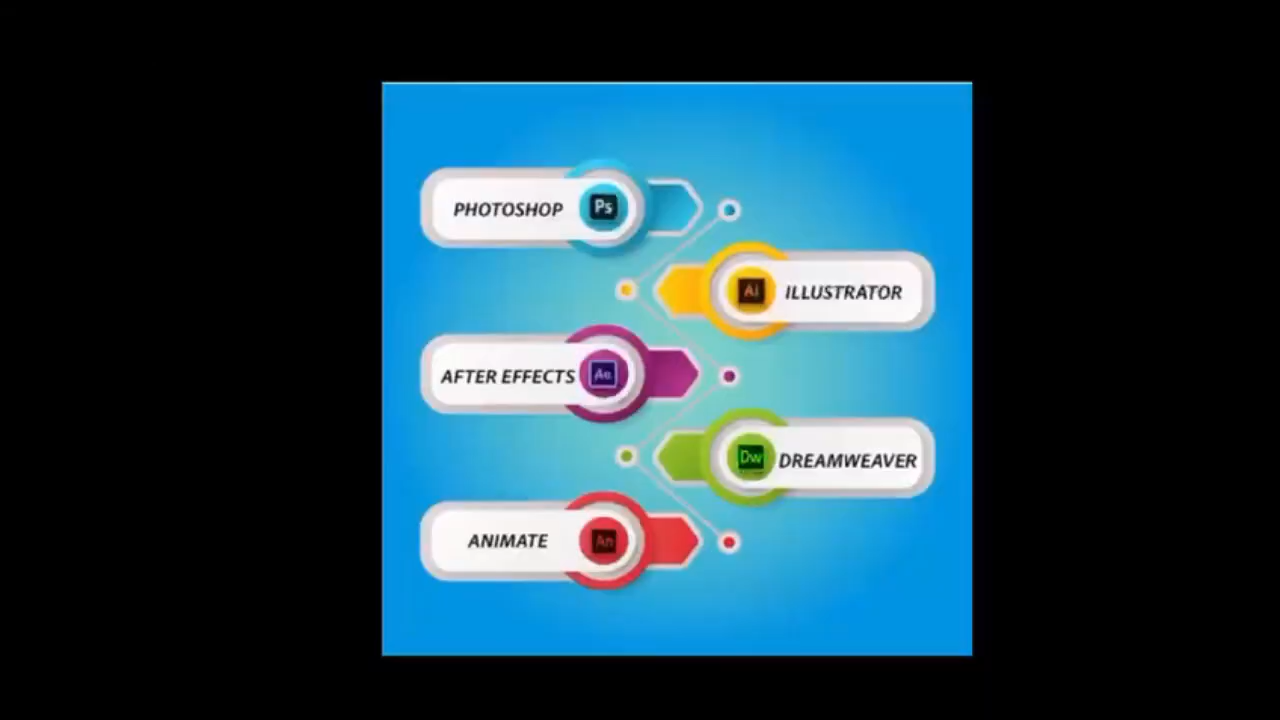 PHOTOSHOP Ps
Ai ILLUSTRATOR
AFTER EFFECTS Ae
Dw DREAMWEAVER
ANIMATE An